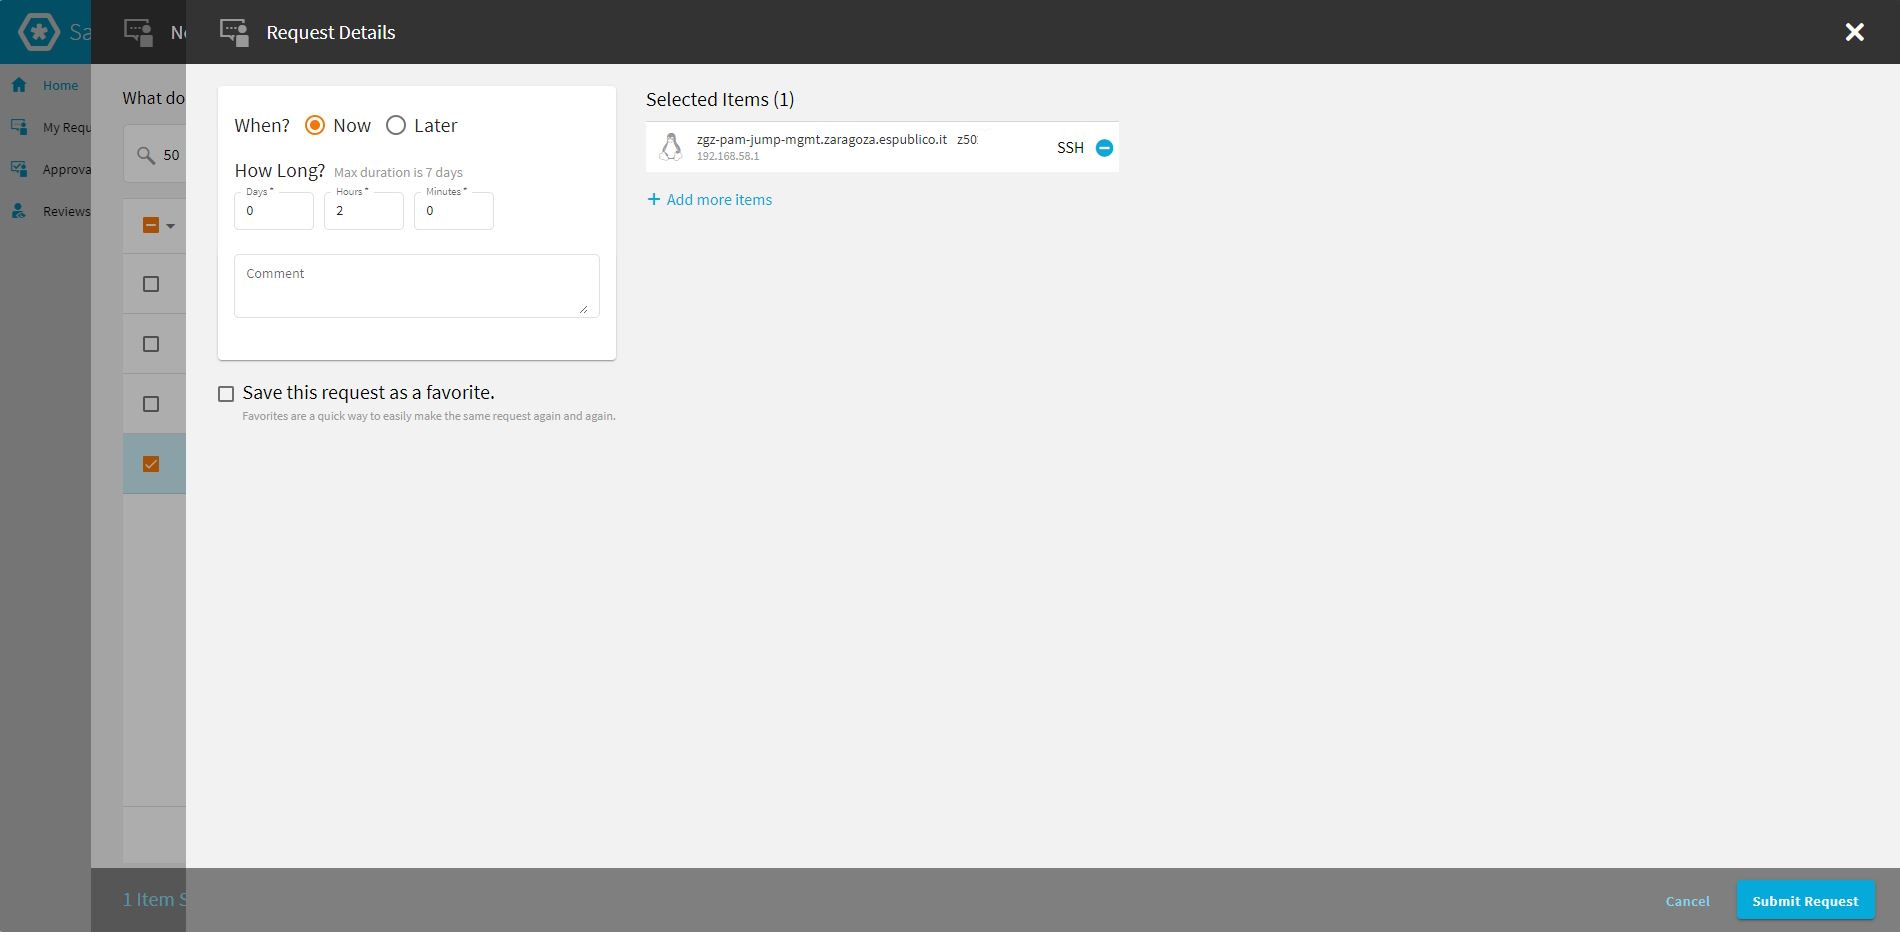 Sa
Home
My Requ
Approva
Reviews
No
What do
50
1 Item S
Request Details
When? Now Later
How Long? Max duration is 7 days
Days * Hours * Minutes *
0 2 0
Comment
Save this request as a favorite.
Favorites are a quick way to easily make the same request again and again.
Selected Items (1)
zgz-pam-jump-mgmt.zaragoza.espublico.it z50
192.168.58.1
SSH
+ Add more items
Cancel Submit Request